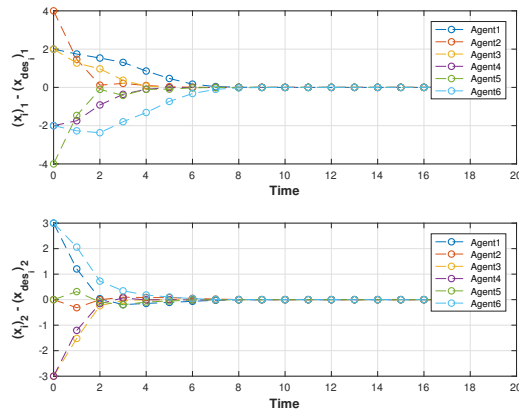 4
2
0
-2
-4
(x_i)_1 - (x_des_i)_1
0 2 4 6 8 10 12 14 16 18 20
Time
Agent1
Agent2
Agent3
Agent4
Agent5
Agent6
3
2
1
0
-1
-2
-3
(x_i)_2 - (x_des_i)_2
0 2 4 6 8 10 12 14 16 18 20
Time
Agent1
Agent2
Agent3
Agent4
Agent5
Agent6